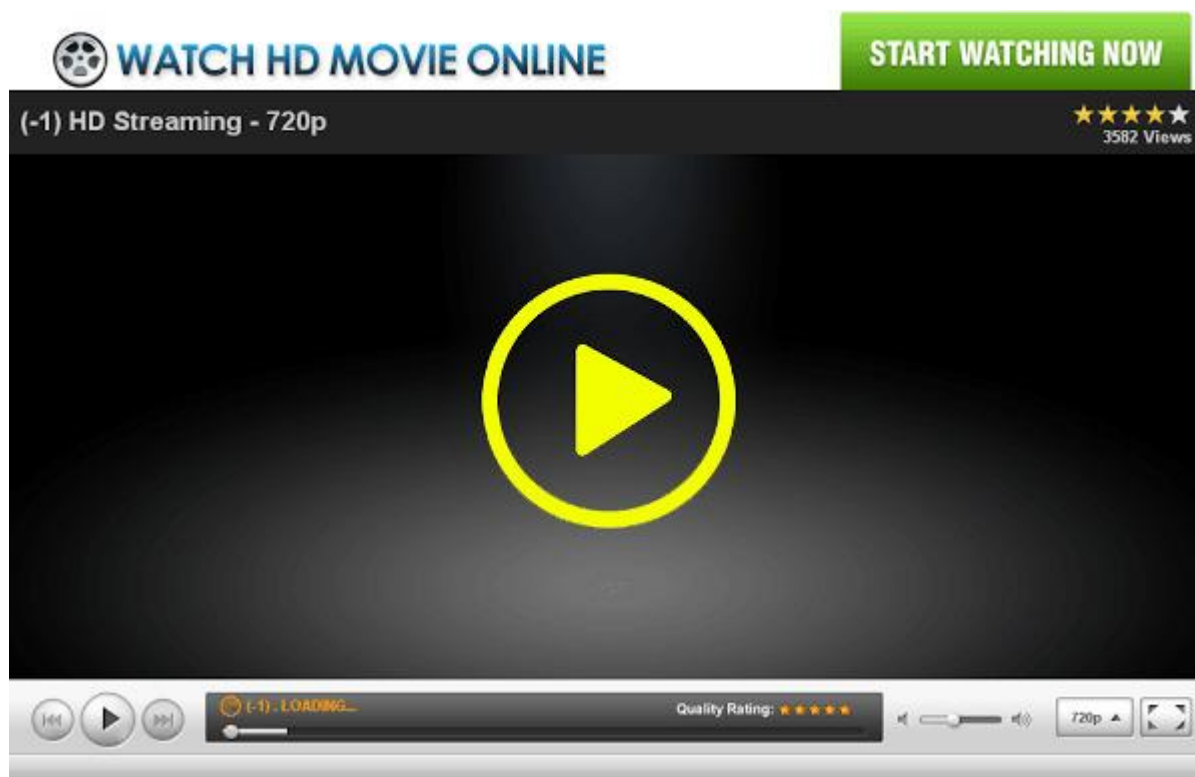 WATCH HD MOVIE ONLINE
START WATCHING NOW
(-1) HD Streaming - 720p
3582 Views
(-1) . LOADING...
Quality Rating:
720p